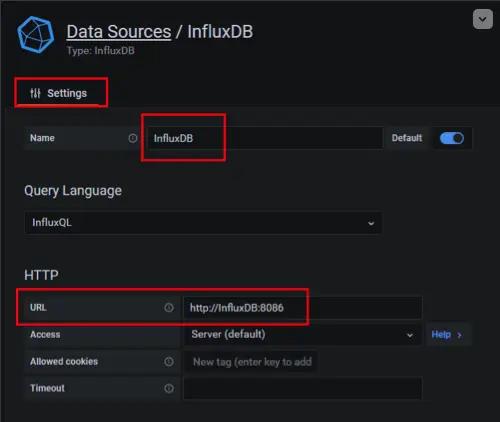 Data Sources / InfluxDB
Type: InfluxDB
Settings
Name InfluxDB Default
Query Language
InfluxQL
HTTP
URL http://InfluxDB:8086
Access Server (default) Help >
Allowed cookies New tag (enter key to add
Timeout